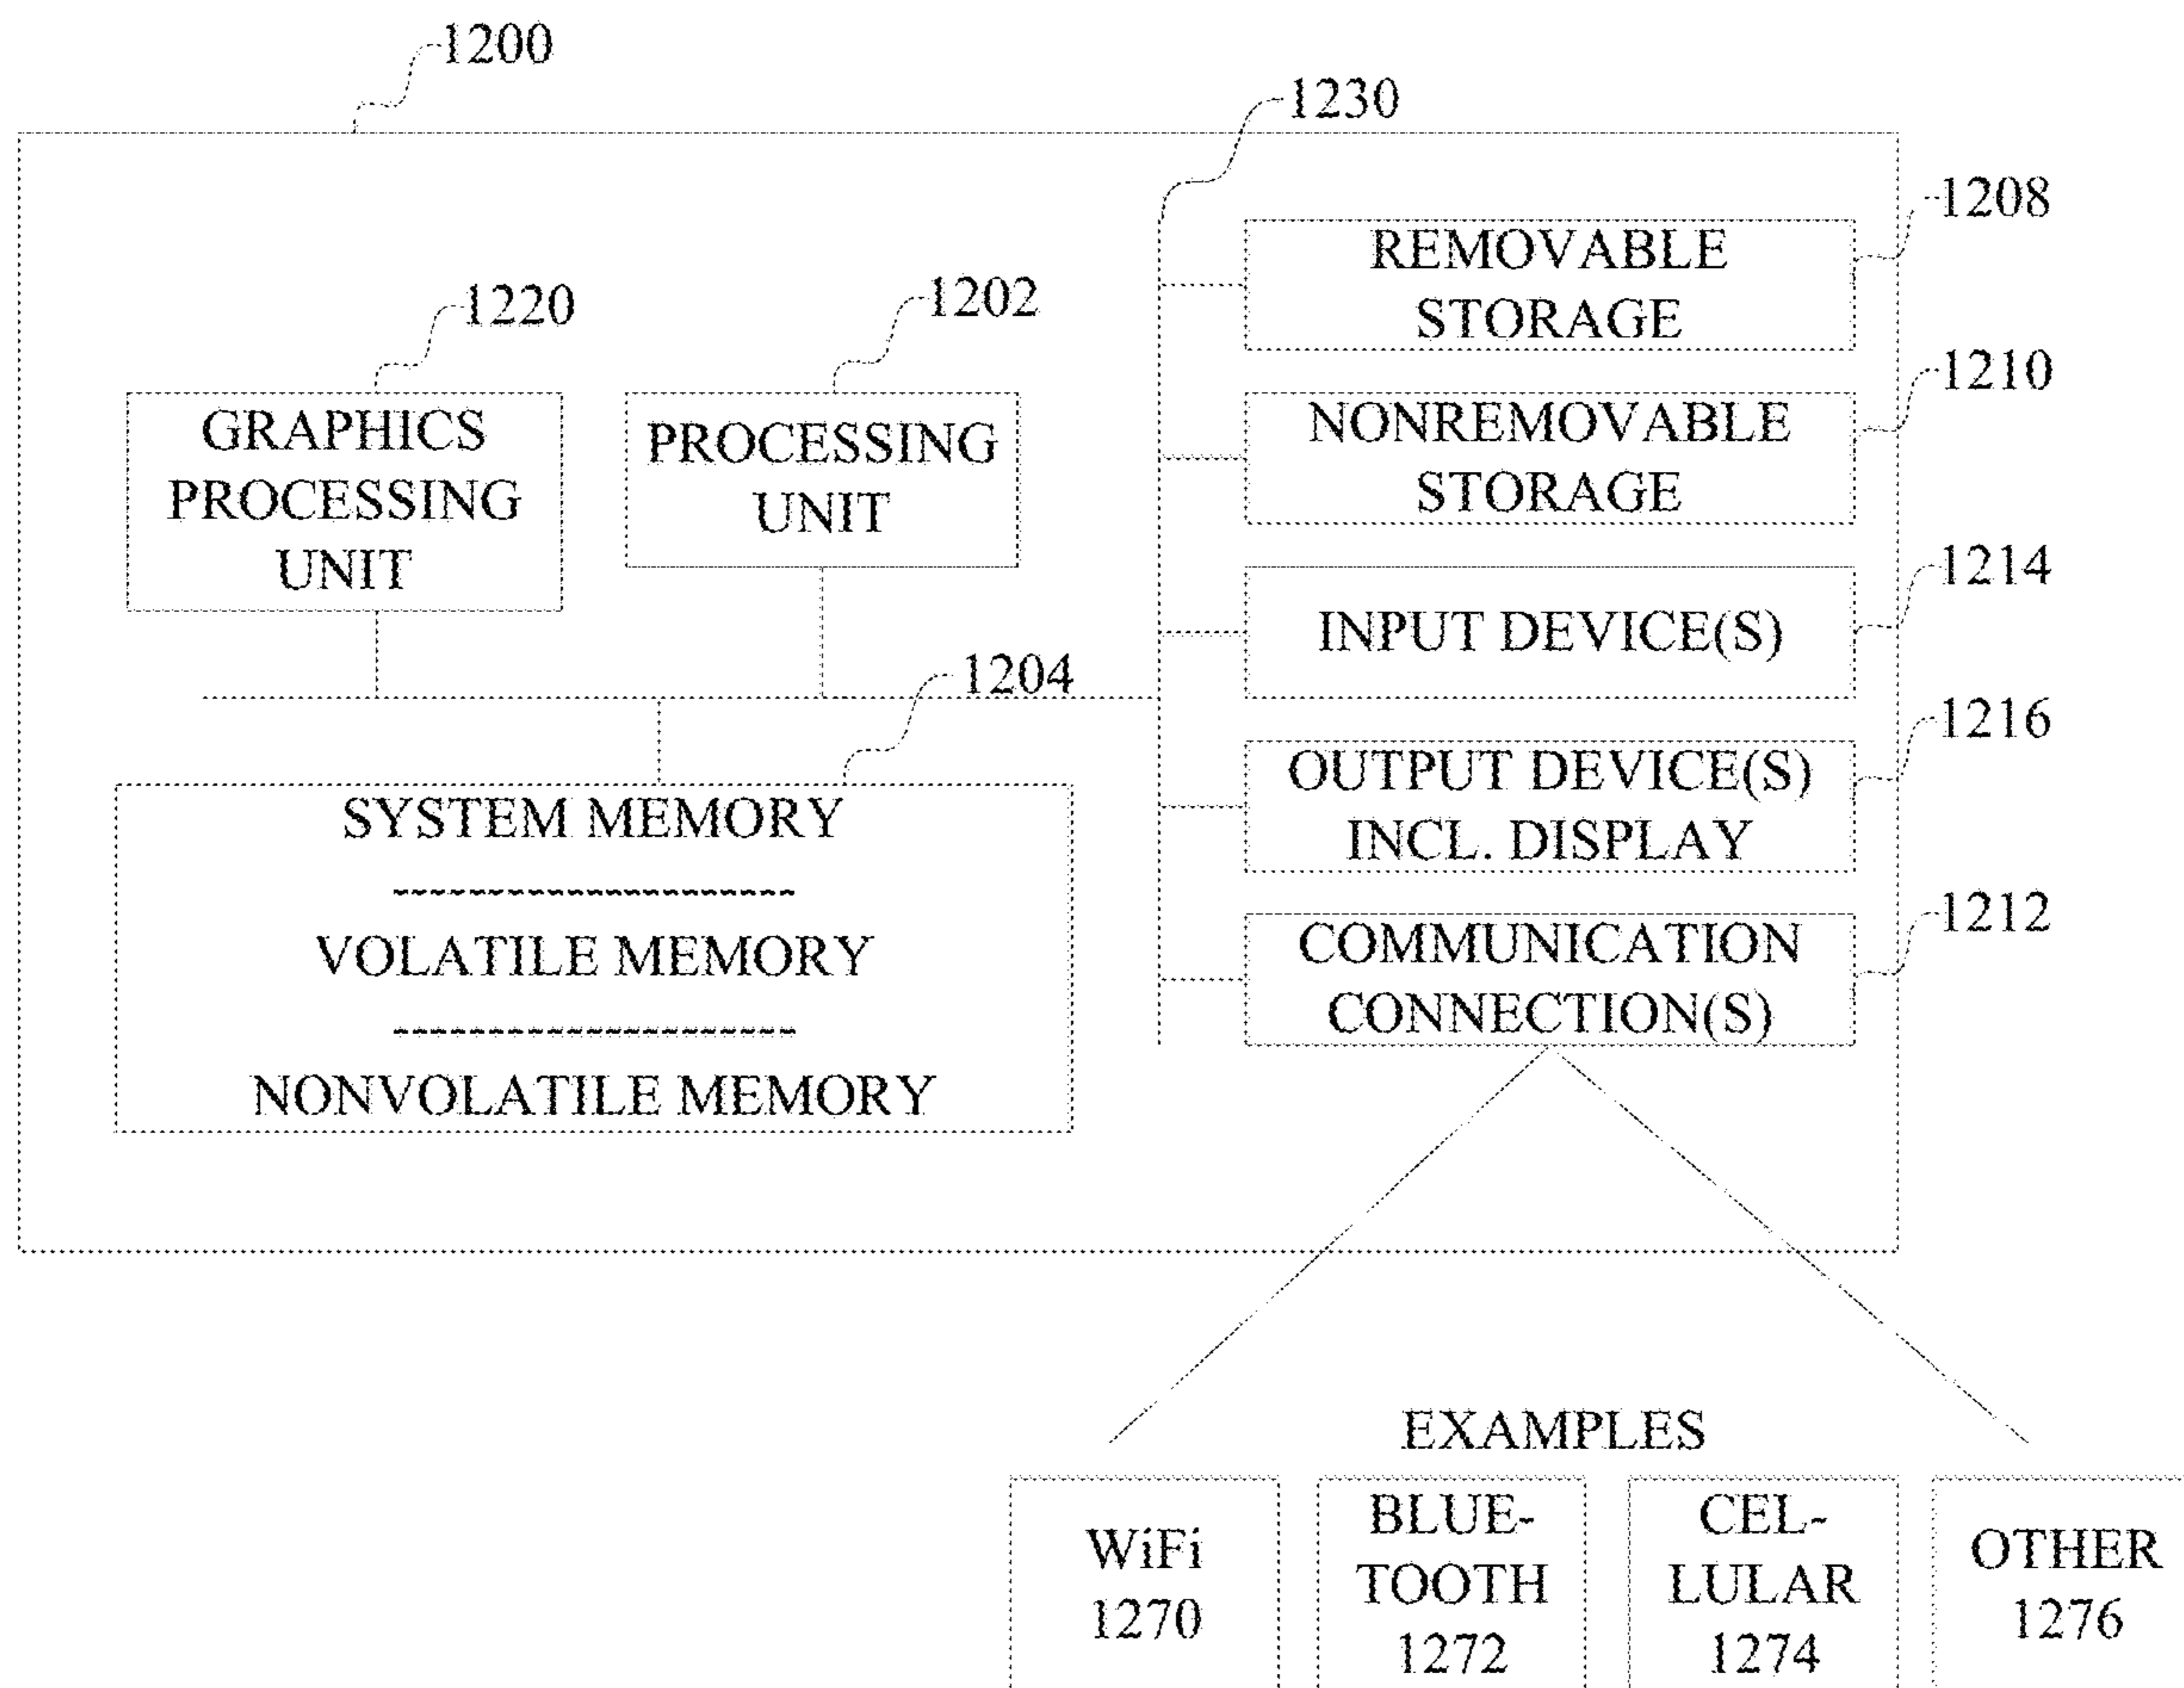 1200
1230
1208
REMOVABLE
STORAGE
1220
1202
1210
GRAPHICS
PROCESSING
UNIT
PROCESSING
UNIT
NONREMOVABLE
STORAGE
1214
INPUT DEVICE(S)
1204
1216
SYSTEM MEMORY
VOLATILE MEMORY
NONVOLATILE MEMORY
OUTPUT DEVICE(S)
INCL. DISPLAY
1212
COMMUNICATION
CONNECTION(S)
EXAMPLES
WiFi
1270
BLUE-
TOOTH
1272
CEL-
LULAR
1274
OTHER
1276